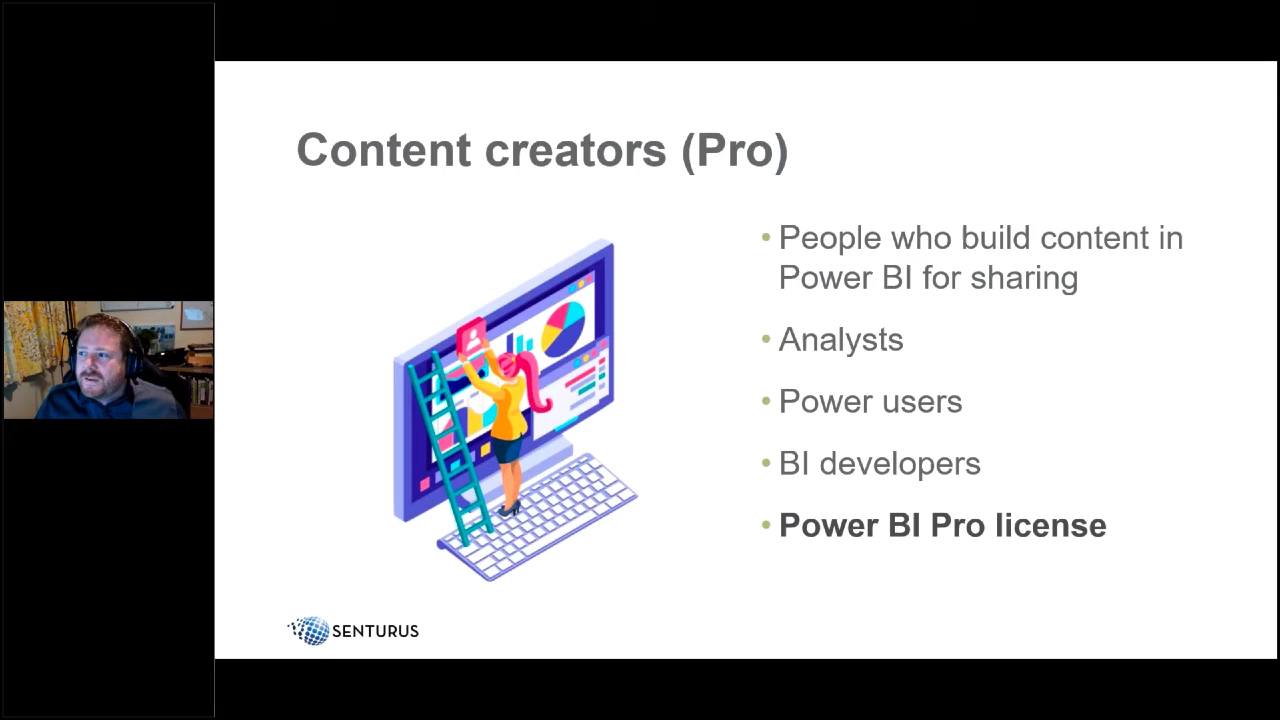 Content creators (Pro)
• People who build content in
Power BI for sharing
• Analysts
• Power users
• BI developers
• Power BI Pro license
SENTURUS